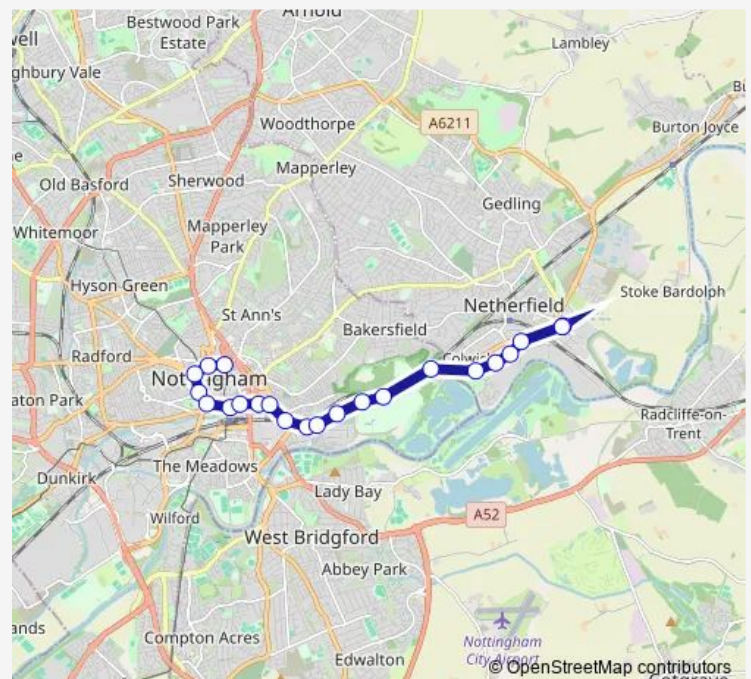 Bestwood Park
Estate
Arnold
Lambley
ghbury Vale
Woodthorpe
A6211
Burton Joyce
Mapperley
Old Basford
Sherwood
Gedling
Whitemoor
Mapperley
Park
Hyson Green
Stoke Bardolph
Netherfield
St Ann's
Bakersfield
Radford
Nottingham
aton Park
Radcliffe-on-
Trent
The Meadows
Dunkirk
Lady Bay
Wilford
A52
West Bridgford
Abbey Park
ands
Compton Acres
Nottingham
City Airport
Edwalton
© OpenStreetMap contributors